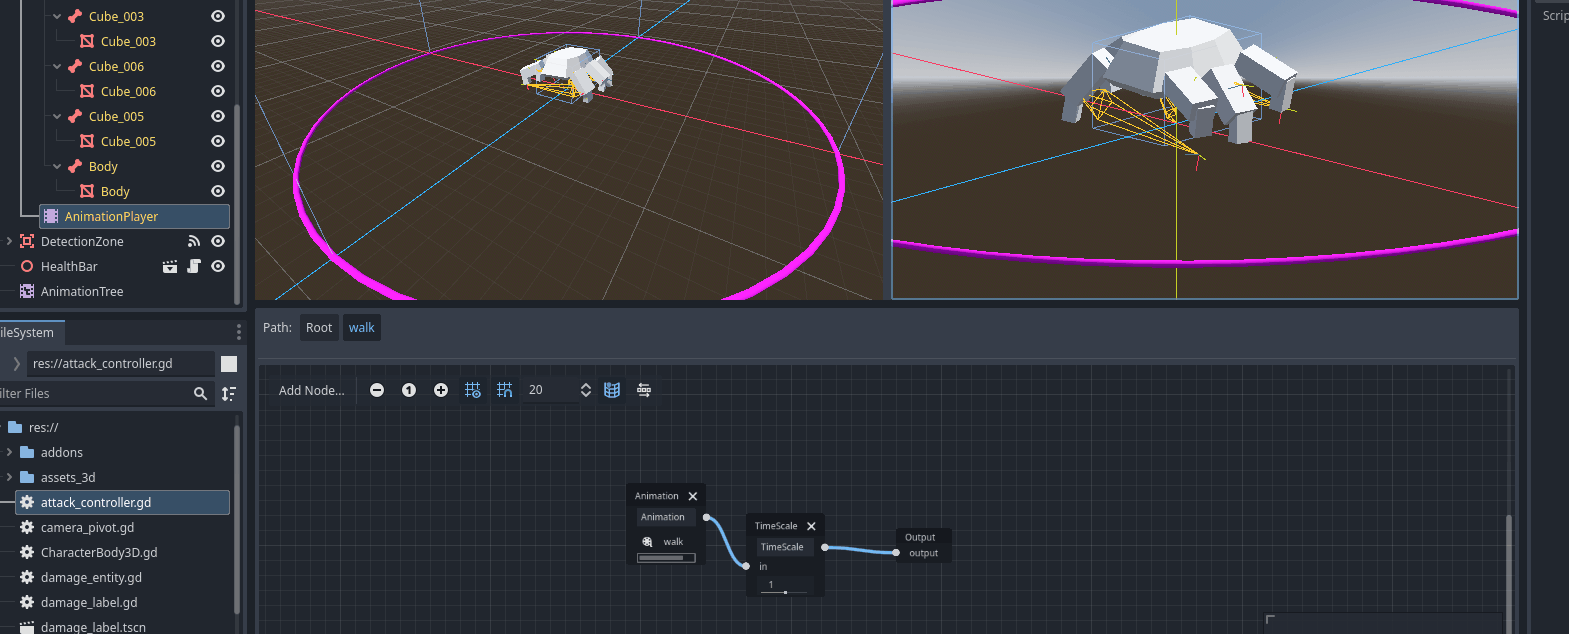 Cube_003
Cube_003
Cube_006
Cube_006
Cube_005
Cube_005
Body
Body
AnimationPlayer
DetectionZone
HealthBar
AnimationTree
ileSystem
res://attack_controller.gd
ilter Files
res://
addons
assets_3d
attack_controller.gd
camera_pivot.gd
CharacterBody3D.gd
damage_entity.gd
damage_label.gd
damage_label.tscn
Scrip
Path: Root walk
Add Node... 1 20
Animation
Animation
walk
TimeScale
TimeScale
in
1
Output
output